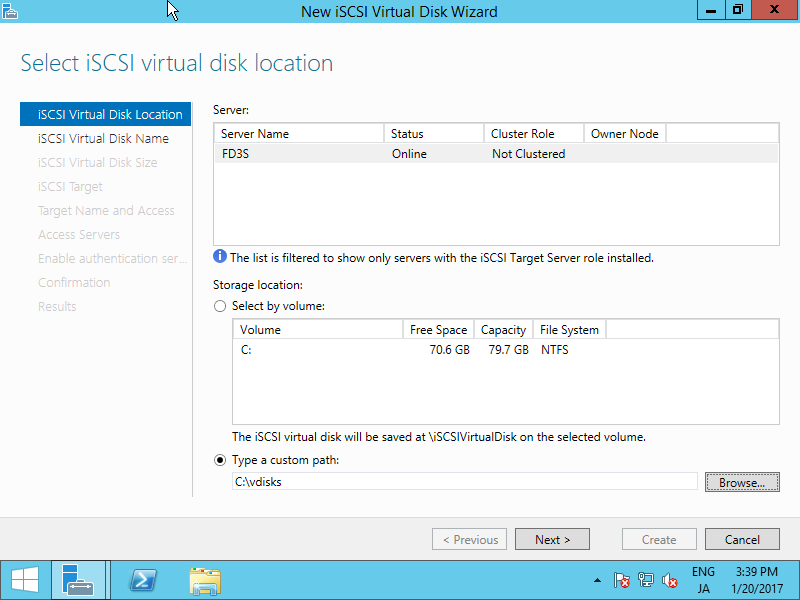 New iSCSI Virtual Disk Wizard
Select iSCSI virtual disk location
iSCSI Virtual Disk Location
iSCSI Virtual Disk Name
iSCSI Virtual Disk Size
iSCSI Target
Target Name and Access
Access Servers
Enable authentication ser...
Confirmation
Results
Server:
Server Name Status Cluster Role Owner Node
FD3S Online Not Clustered
The list is filtered to show only servers with the iSCSI Target Server role installed.
Storage location:
Select by volume:
Volume Free Space Capacity File System
C: 70.6 GB 79.7 GB NTFS
The iSCSI virtual disk will be saved at \iSCSIVirtualDisk on the selected volume.
Type a custom path:
C:\vdisks Browse...
< Previous Next > Create Cancel
ENG 3:39 PM
JA 1/20/2017